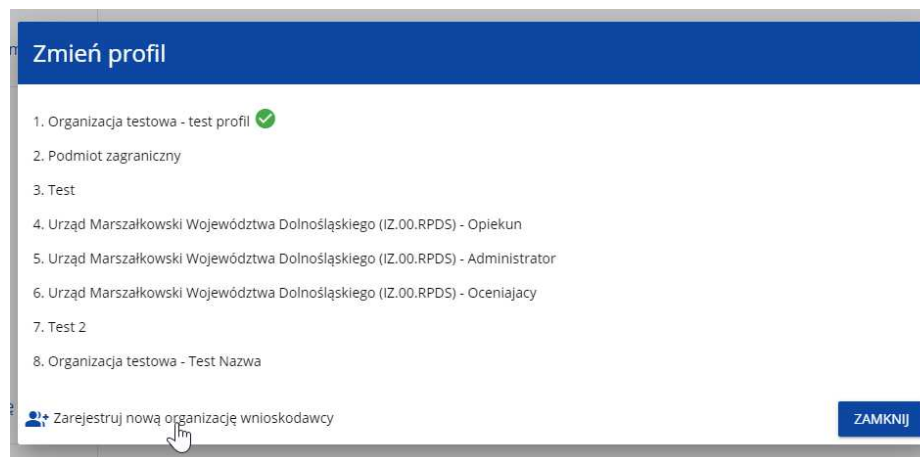 Zmień profil
1. Organizacja testowa - test profil
2. Podmiot zagraniczny
3. Test
4. Urząd Marszałkowski Województwa Dolnośląskiego (IZ.00.RPDS) - Opiekun
5. Urząd Marszałkowski Województwa Dolnośląskiego (IZ.00.RPDS) - Administrator
6. Urząd Marszałkowski Województwa Dolnośląskiego (IZ.00.RPDS) - Oceniajacy
7. Test 2
8. Organizacja testowa - Test Nazwa
Zarejestruj nową organizację wnioskodawcy
ZAMKNIJ